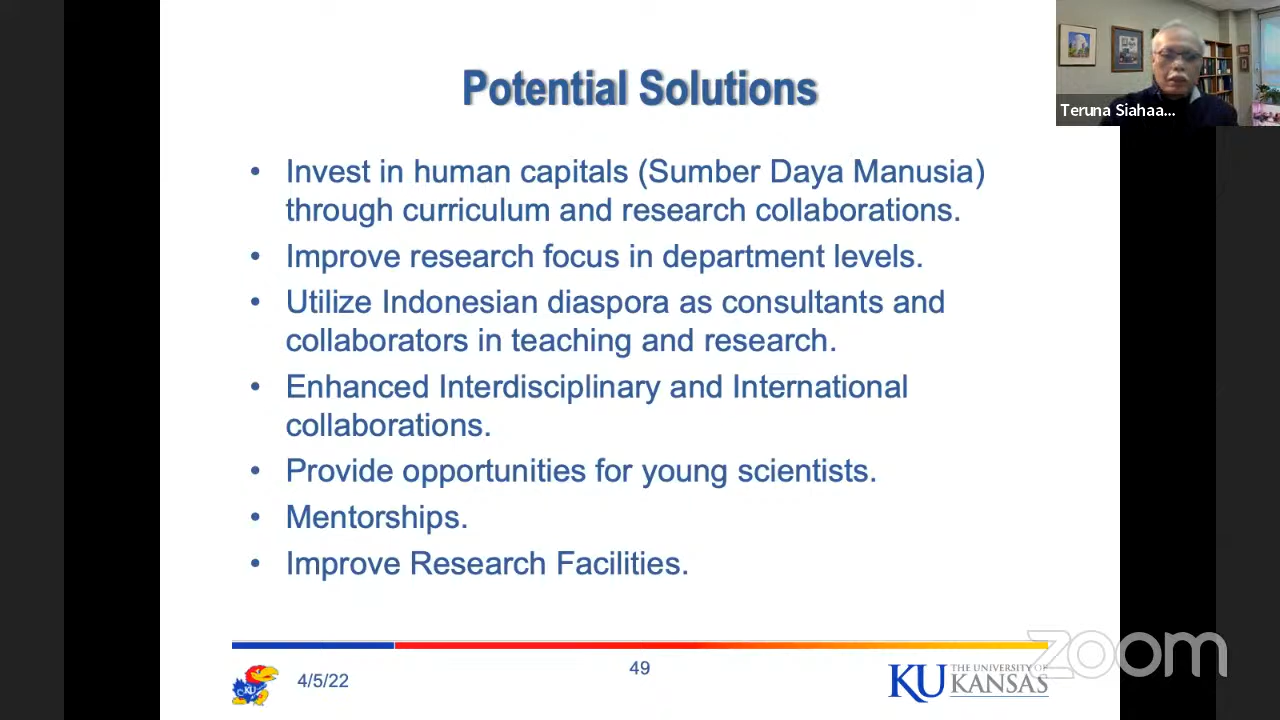 Potential Solutions
Teruna Siahaa...
• Invest in human capitals (Sumber Daya Manusia)
through curriculum and research collaborations.
• Improve research focus in department levels.
• Utilize Indonesian diaspora as consultants and
collaborators in teaching and research.
• Enhanced Interdisciplinary and International
collaborations.
• Provide opportunities for young scientists.
• Mentorships.
• Improve Research Facilities.
KU
4/5/22
49
KU THE UNIVERSITY OF
KANSAS
zoom